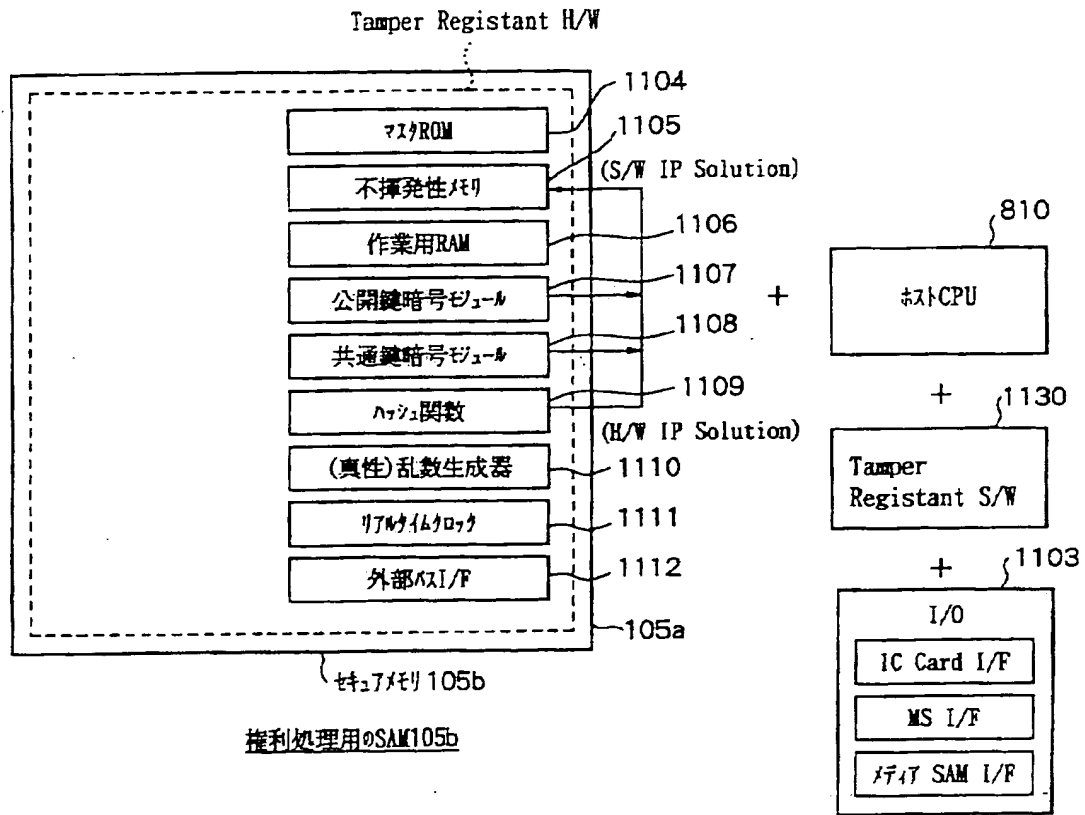 Tamper Registant H/W
マスタROM
1104
不揮発性メモリ
1105
(S/W IP Solution)
作業用RAM
1106
公開鍵暗号モジュール
1107
共通鍵暗号モジュール
1108
ハッシュ関数
1109
(H/W IP Solution)
(真性)乱数生成器
1110
リアルタイムクロック
1111
外部バスI/F
1112
105a
セキュアメモリ105b
権利処理用のSAM105b
+
810
ホストCPU
+
1130
Tamper
Registant S/W
+
1103
I/O
IC Card I/F
MS I/F
メディア SAM I/F